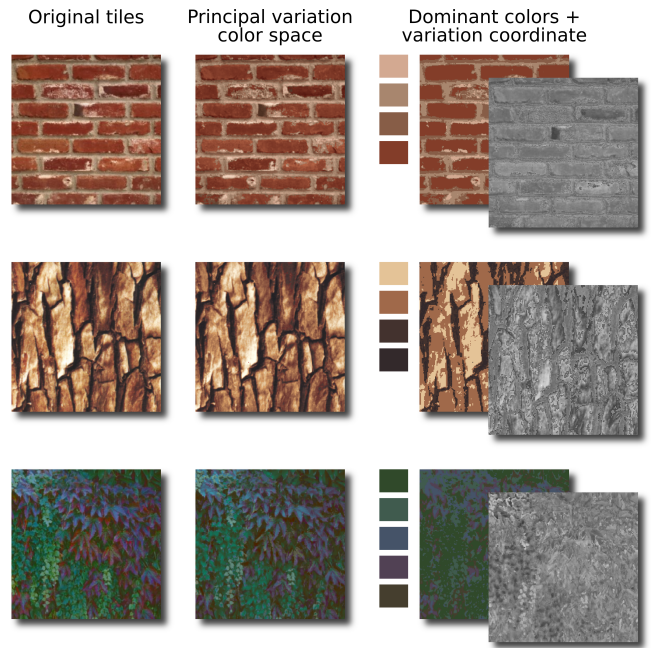 Original tiles
Principal variation
color space
Dominant colors +
variation coordinate